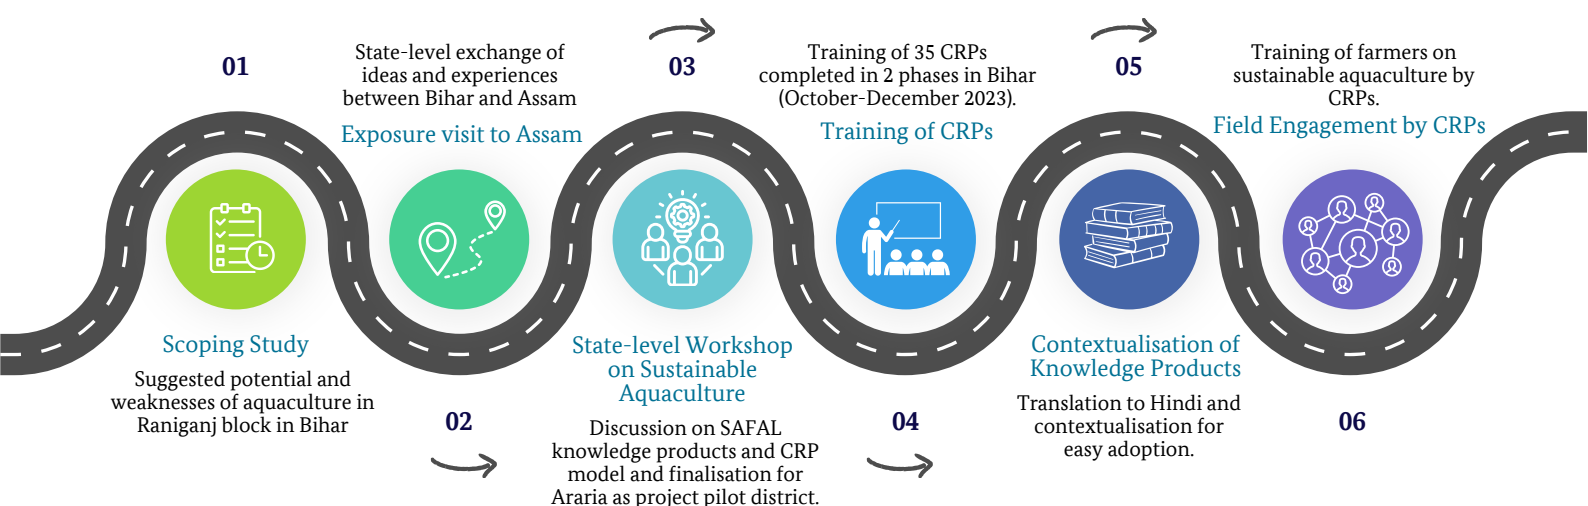 01
Scoping Study
Suggested potential and
weaknesses of aquaculture in
Raniganj block in Bihar
State-level exchange of
ideas and experiences
between Bihar and Assam
Exposure visit to Assam
02
03
State-level Workshop
on Sustainable
Aquaculture
Discussion on SAFAL
knowledge products and CRP
model and finalisation for
Araria as project pilot district.
Training of 35 CRPs
completed in 2 phases in Bihar
(October-December 2023).
Training of CRPs
04
05
Contextualisation of
Knowledge Products
Translation to Hindi and
contextualisation for
easy adoption.
Training of farmers on
sustainable aquaculture by
CRPs.
Field Engagement by CRPs
06